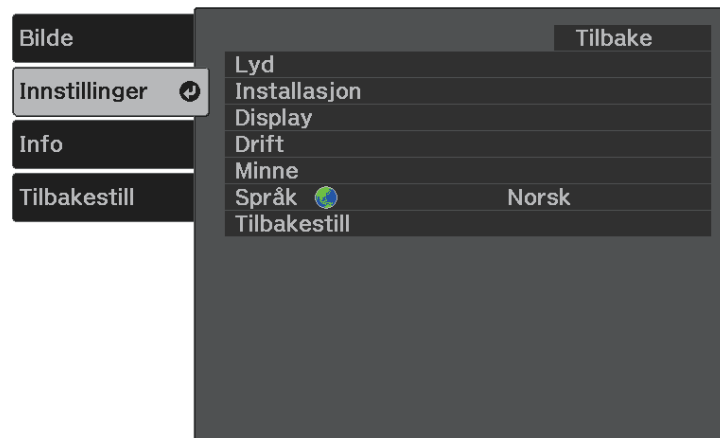 Bilde
Innstillinger
Info
Tilbakestill
Tilbake
Lyd
Installasjon
Display
Drift
Minne
Språk Norsk
Tilbakestill